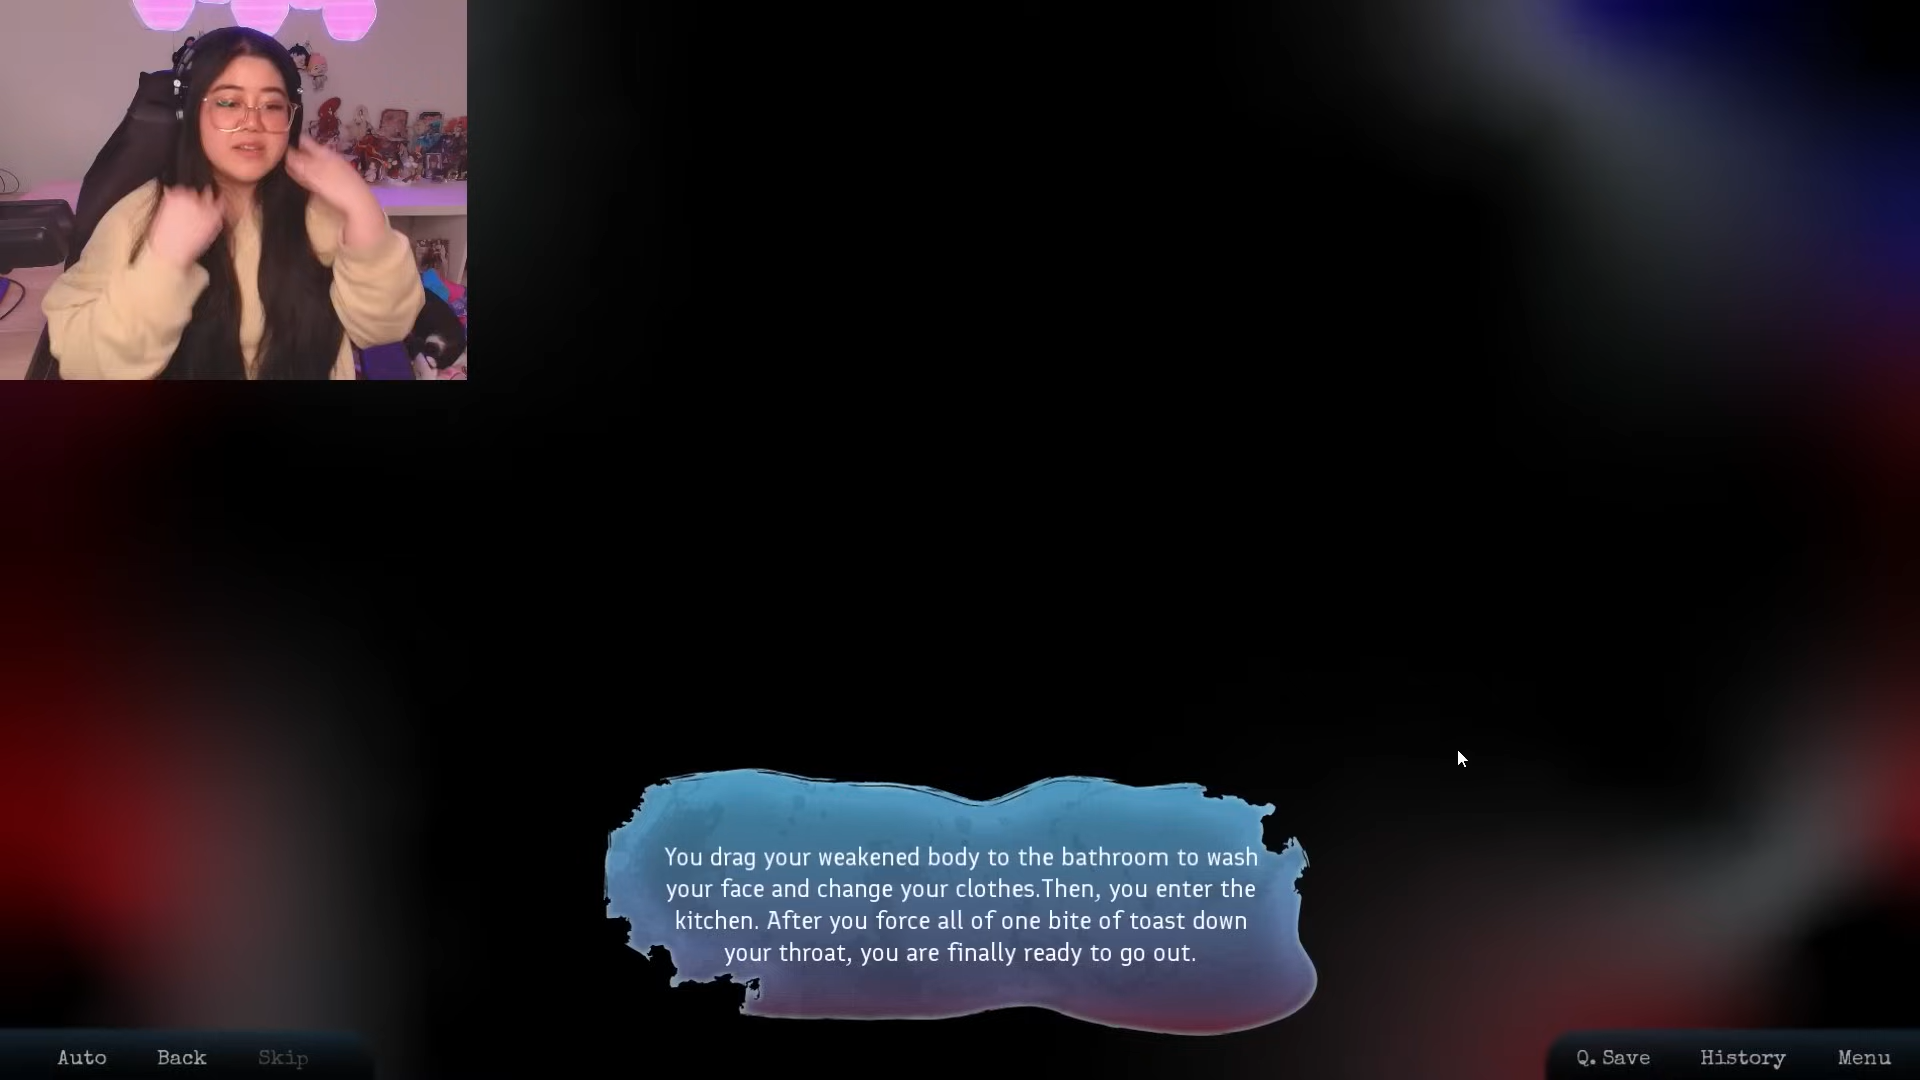 You drag your weakened body to the bathroom to wash
your face and change your clothes.Then, you enter the
kitchen. After you force all of one bite of toast down
your throat, you are finally ready to go out.
Auto Back Skip Q. Save History Menu